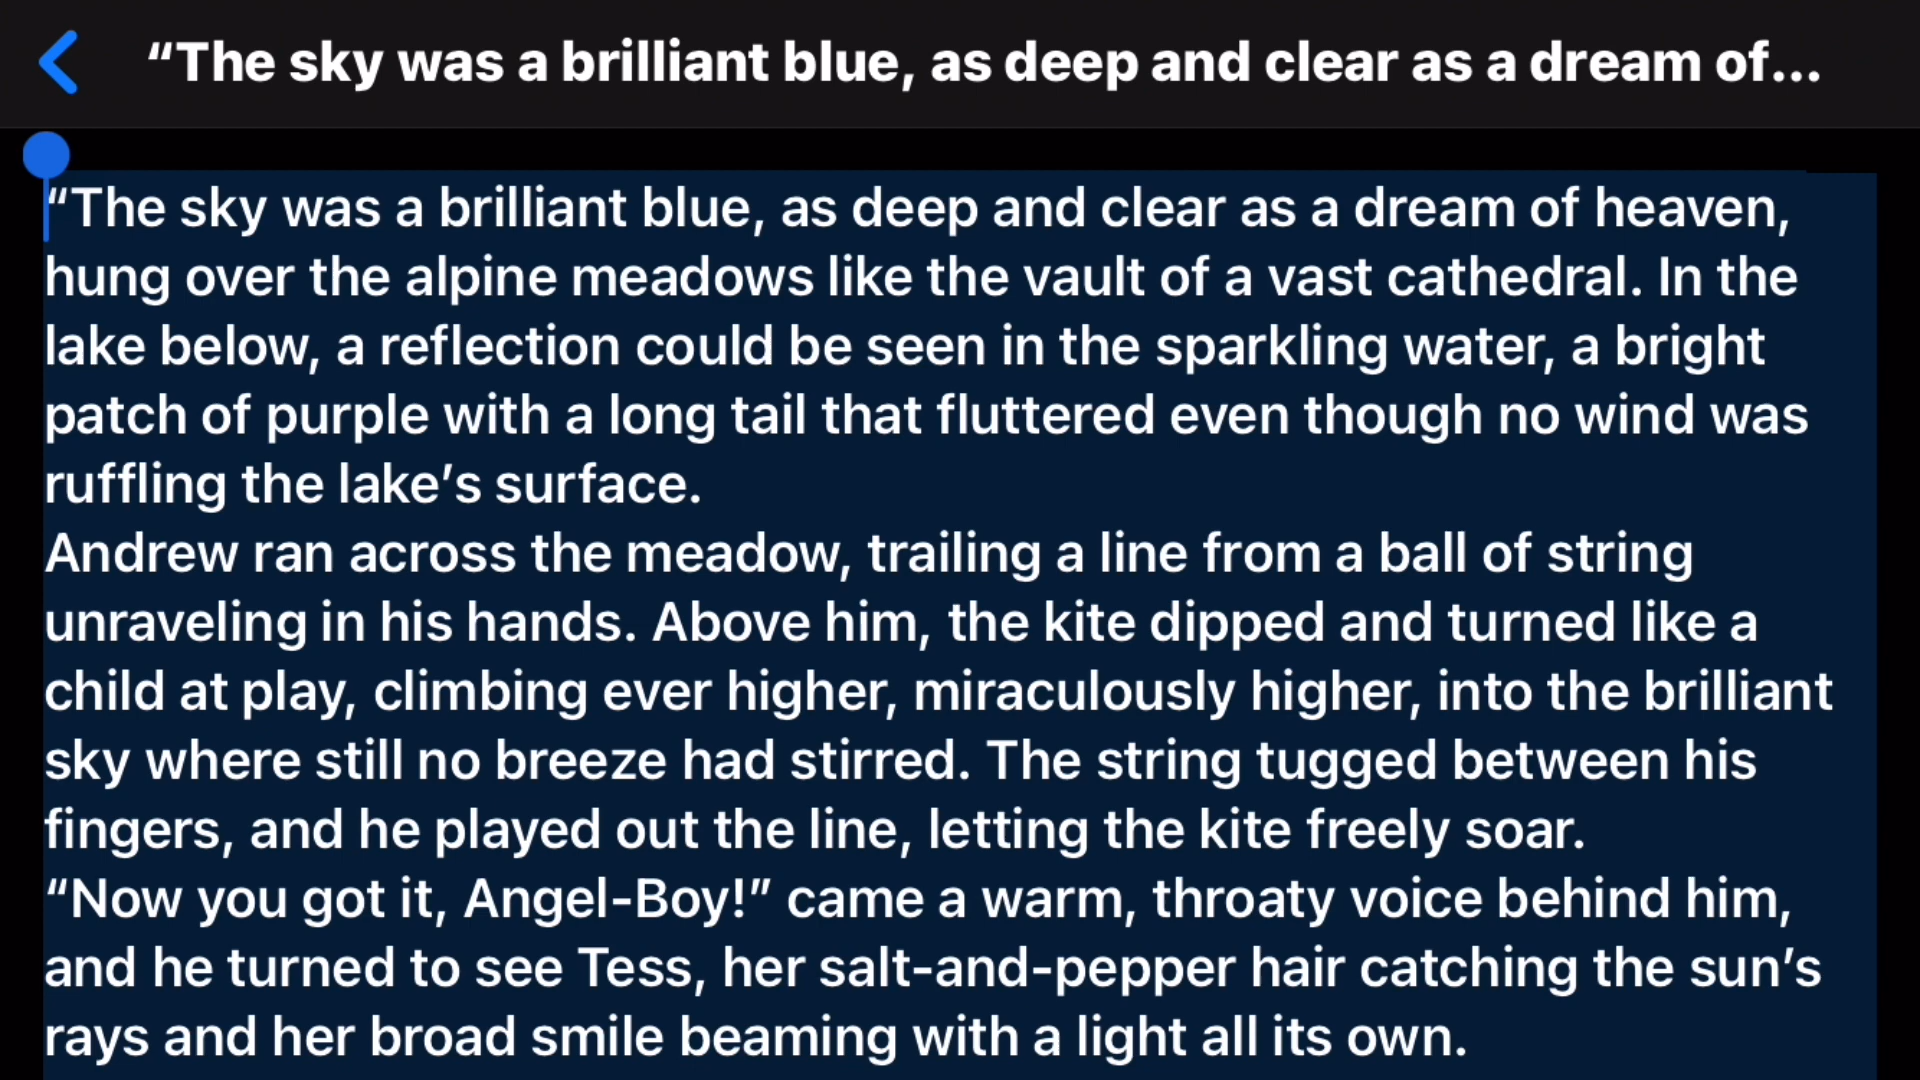 “The sky was a brilliant blue, as deep and clear as a dream of...
“The sky was a brilliant blue, as deep and clear as a dream of heaven,
hung over the alpine meadows like the vault of a vast cathedral. In the
lake below, a reflection could be seen in the sparkling water, a bright
patch of purple with a long tail that fluttered even though no wind was
ruffling the lake’s surface.
Andrew ran across the meadow, trailing a line from a ball of string
unraveling in his hands. Above him, the kite dipped and turned like a
child at play, climbing ever higher, miraculously higher, into the brilliant
sky where still no breeze had stirred. The string tugged between his
fingers, and he played out the line, letting the kite freely soar.
“Now you got it, Angel-Boy!” came a warm, throaty voice behind him,
and he turned to see Tess, her salt-and-pepper hair catching the sun’s
rays and her broad smile beaming with a light all its own.